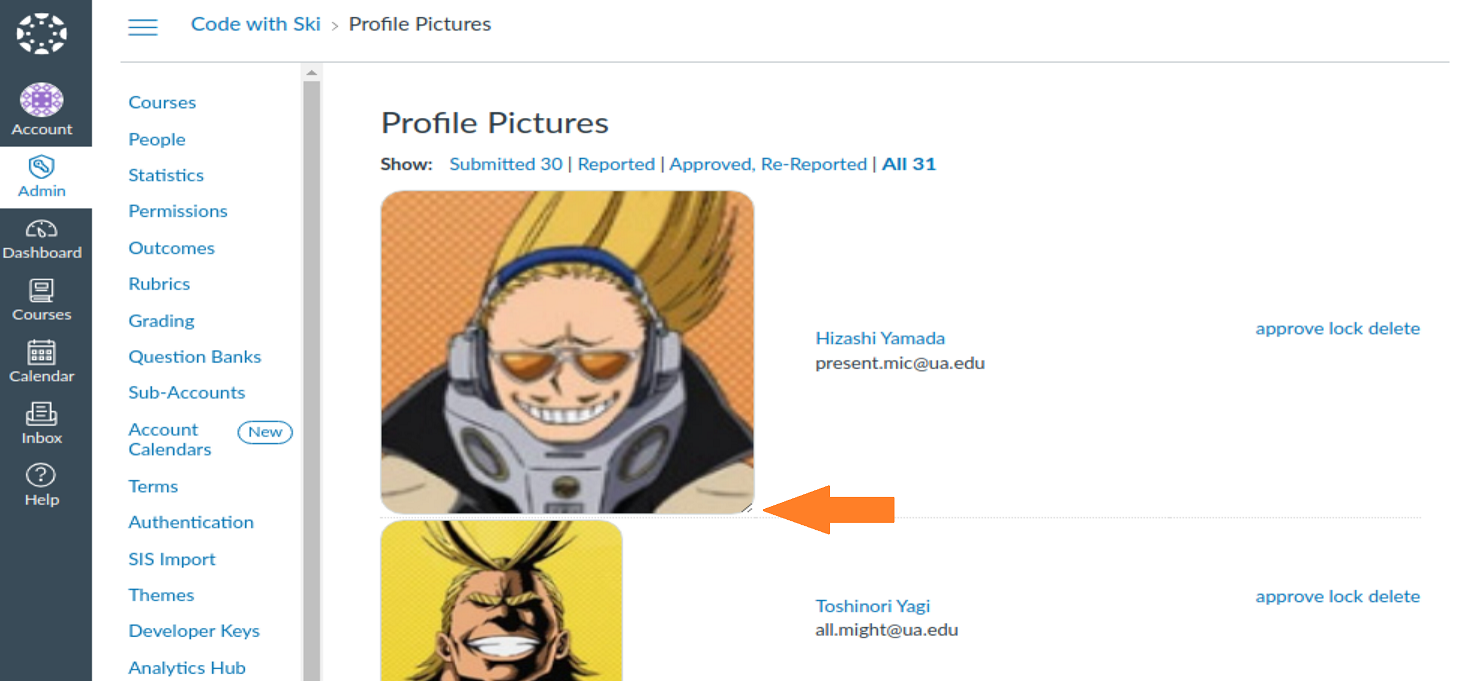 Code with Ski > Profile Pictures
Account
Admin
Dashboard
Courses
Calendar
Inbox
Help
Courses
People
Statistics
Permissions
Outcomes
Rubrics
Grading
Question Banks
Sub-Accounts
Account Calendars New
Terms
Authentication
SIS Import
Themes
Developer Keys
Analytics Hub
Profile Pictures
Show: Submitted 30 | Reported | Approved, Re-Reported | All 31
Hizashi Yamada
present.mic@ua.edu
approve lock delete
Toshinori Yagi
all.might@ua.edu
approve lock delete